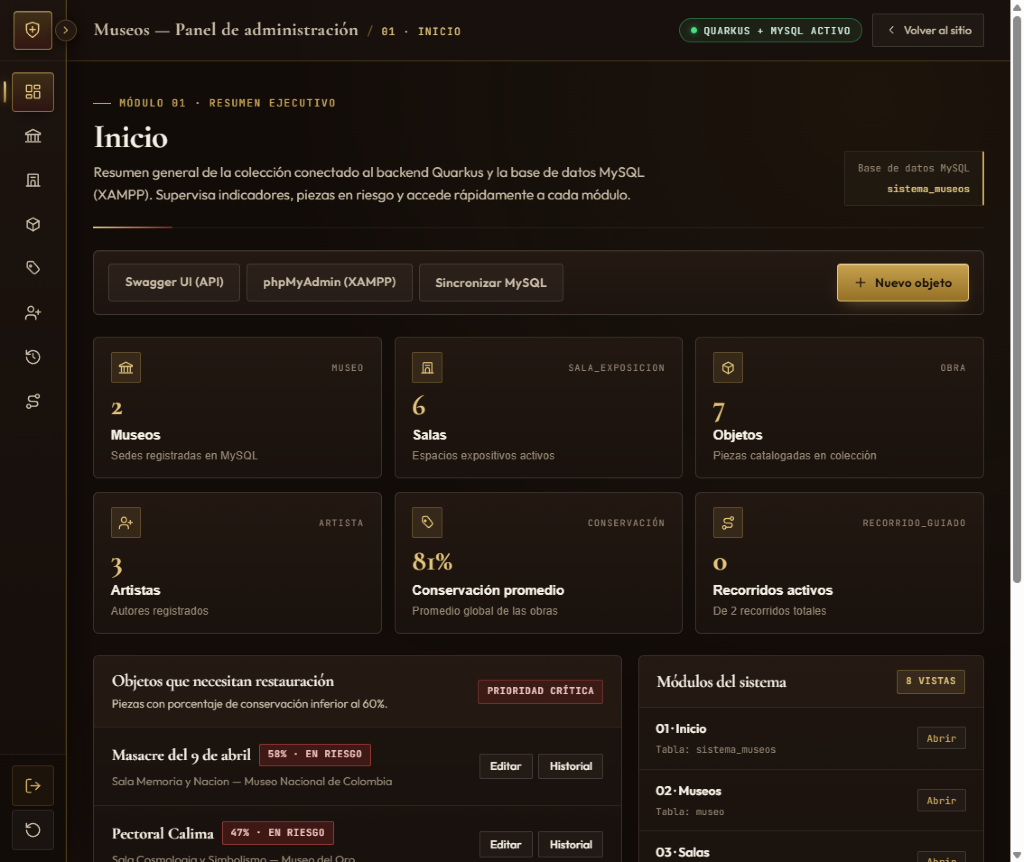 Museos — Panel de administración / 01 · INICIO
QUARKUS + MYSQL ACTIVO
Volver al sitio
MÓDULO 01 · RESUMEN EJECUTIVO
Inicio
Resumen general de la colección conectado al backend Quarkus y la base de datos MySQL
(XAMPP). Supervisa indicadores, piezas en riesgo y accede rápidamente a cada módulo.
Base de datos MySQL
sistema_museos
Swagger UI (API)
phpMyAdmin (XAMPP)
Sincronizar MySQL
+ Nuevo objeto
MUSEO
2
Museos
Sedes registradas en MySQL
SALA_EXPOSICION
6
Salas
Espacios expositivos activos
OBRA
7
Objetos
Piezas catalogadas en colección
ARTISTA
3
Artistas
Autores registrados
CONSERVACIÓN
81%
Conservación promedio
Promedio global de las obras
RECORRIDO_GUIADO
0
Recorridos activos
De 2 recorridos totales
Objetos que necesitan restauración
Piezas con porcentaje de conservación inferior al 60%.
PRIORIDAD CRÍTICA
Masacre del 9 de abril
58% · EN RIESGO
Sala Memoria y Nacion — Museo Nacional de Colombia
Editar
Historial
Pectoral Calima
47% · EN RIESGO
Sala Cosmologia y Simbolismo — Museo del Oro
Editar
Historial
Módulos del sistema
8 VISTAS
01 · Inicio
Tabla: sistema_museos
Abrir
02 · Museos
Tabla: museo
Abrir
03 · Salas
Abrir